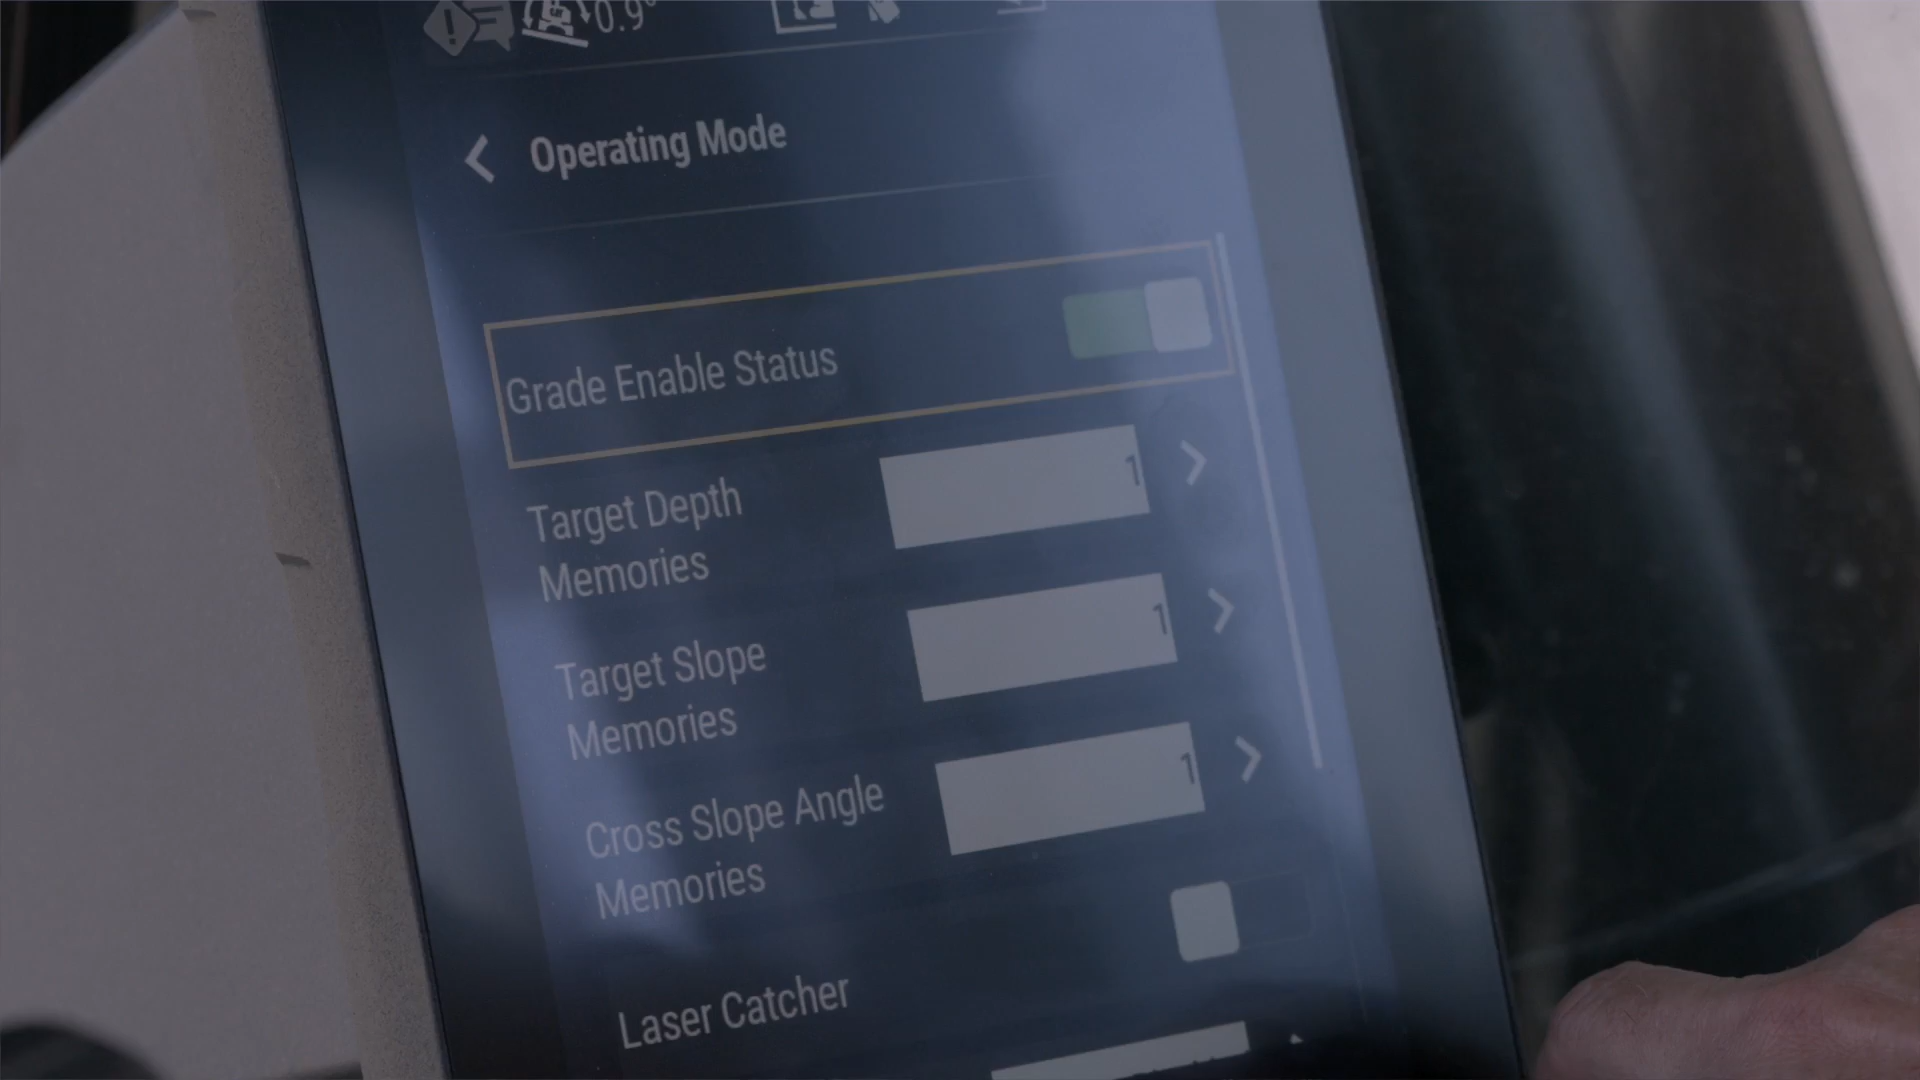 0.9°
Operating Mode
Grade Enable Status
Target Depth
Memories
1
Target Slope
Memories
1
Cross Slope Angle
Memories
1
Laser Catcher